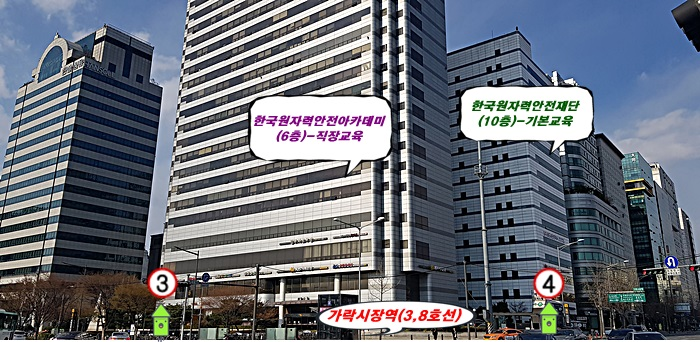 한국원자력안전아카데미
(6층)-직장교육
한국원자력안전재단
(10층)-기본교육
3
4
가락시장역(3,8호선)